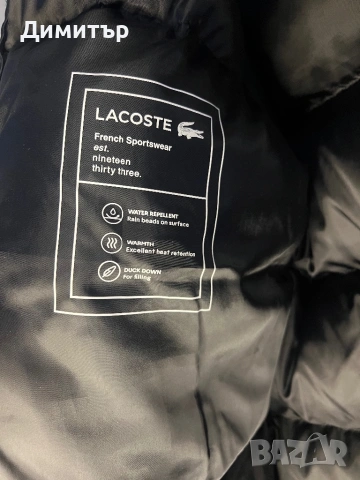 Димитър
LACOSTE
French Sportswear
est.
nineteen
thirty three.
WATER REPELLENT
Rain beads on surface
WARMTH
Excellent heat retention
DUCK DOWN
For filling
BAZAR